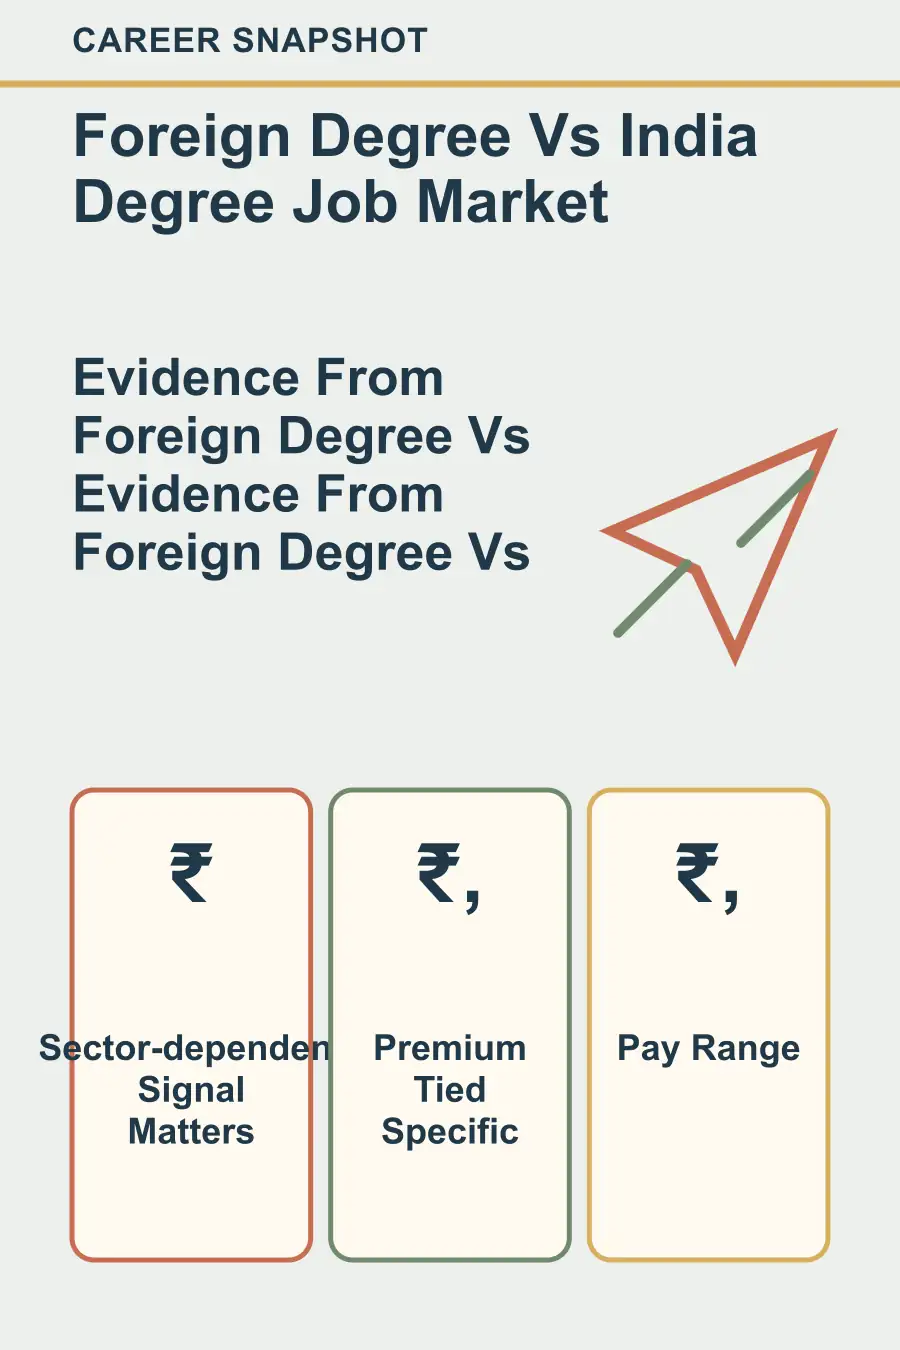 CAREER SNAPSHOT
Foreign Degree Vs India
Degree Job Market
Evidence From
Foreign Degree Vs
Evidence From
Foreign Degree Vs
₹
Sector-dependen
Signal
Matters
₹,
Premium
Tied
Specific
₹,
Pay Range